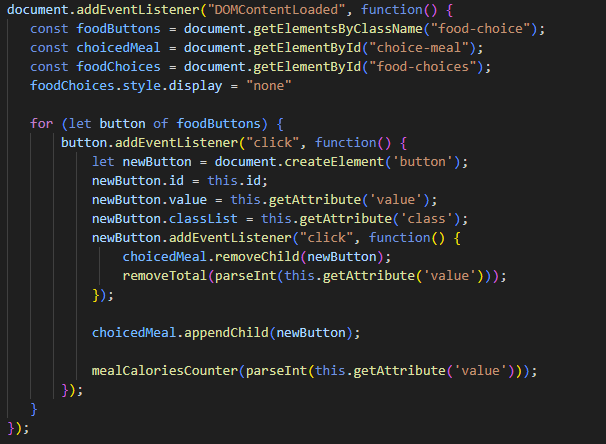 document.addEventListener("DOMContentLoaded", function() {
    const foodButtons = document.getElementsByClassName("food-choice");
    const choicedMeal = document.getElementById("choice-meal");
    const foodChoices = document.getElementById("food-choices");
    foodChoices.style.display = "none"

    for (let button of foodButtons) {
        button.addEventListener("click", function() {
            let newButton = document.createElement('button');
            newButton.id = this.id;
            newButton.value = this.getAttribute('value');
            newButton.classList = this.getAttribute('class');
            newButton.addEventListener("click", function() {
                choicedMeal.removeChild(newButton);
                removeTotal(parseInt(this.getAttribute('value')));
            });

            choicedMeal.appendChild(newButton);

            mealCaloriesCounter(parseInt(this.getAttribute('value')));
        });
    }
});